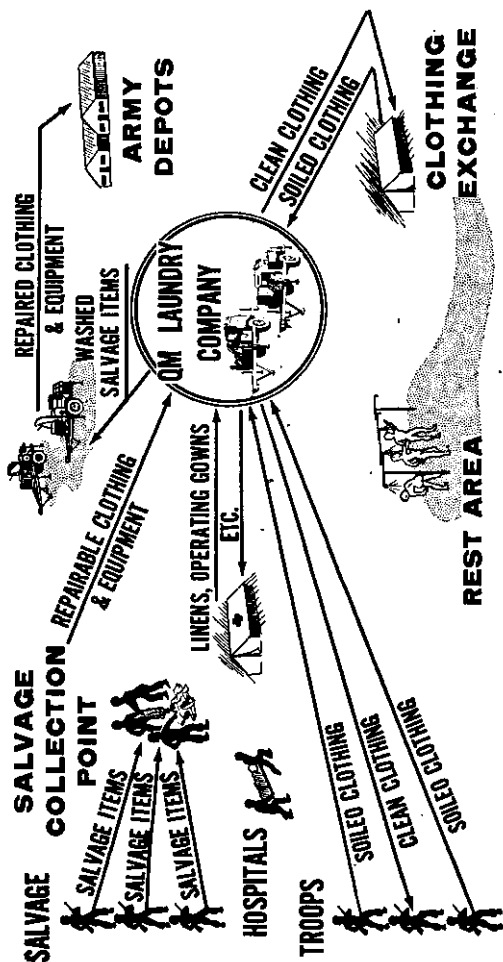 SALVAGE
SALVAGE
COLLECTION
POINT
SALVAGE ITEMS
SALVAGE ITEMS
SALVAGE ITEMS
REPAIRABLE CLOTHING
& EQUIPMENT
REPAIRED CLOTHING
& EQUIPMENT
WASHED
SALVAGE ITEMS
ARMY
DEPOTS
QM LAUNDRY
COMPANY
HOSPITALS
LINENS, OPERATING GOWNS
ETC.
CLEAN CLOTHING
SOILED CLOTHING
CLOTHING
EXCHANGE
TROOPS
SOILED CLOTHING
CLEAN CLOTHING
SOILED CLOTHING
REST AREA